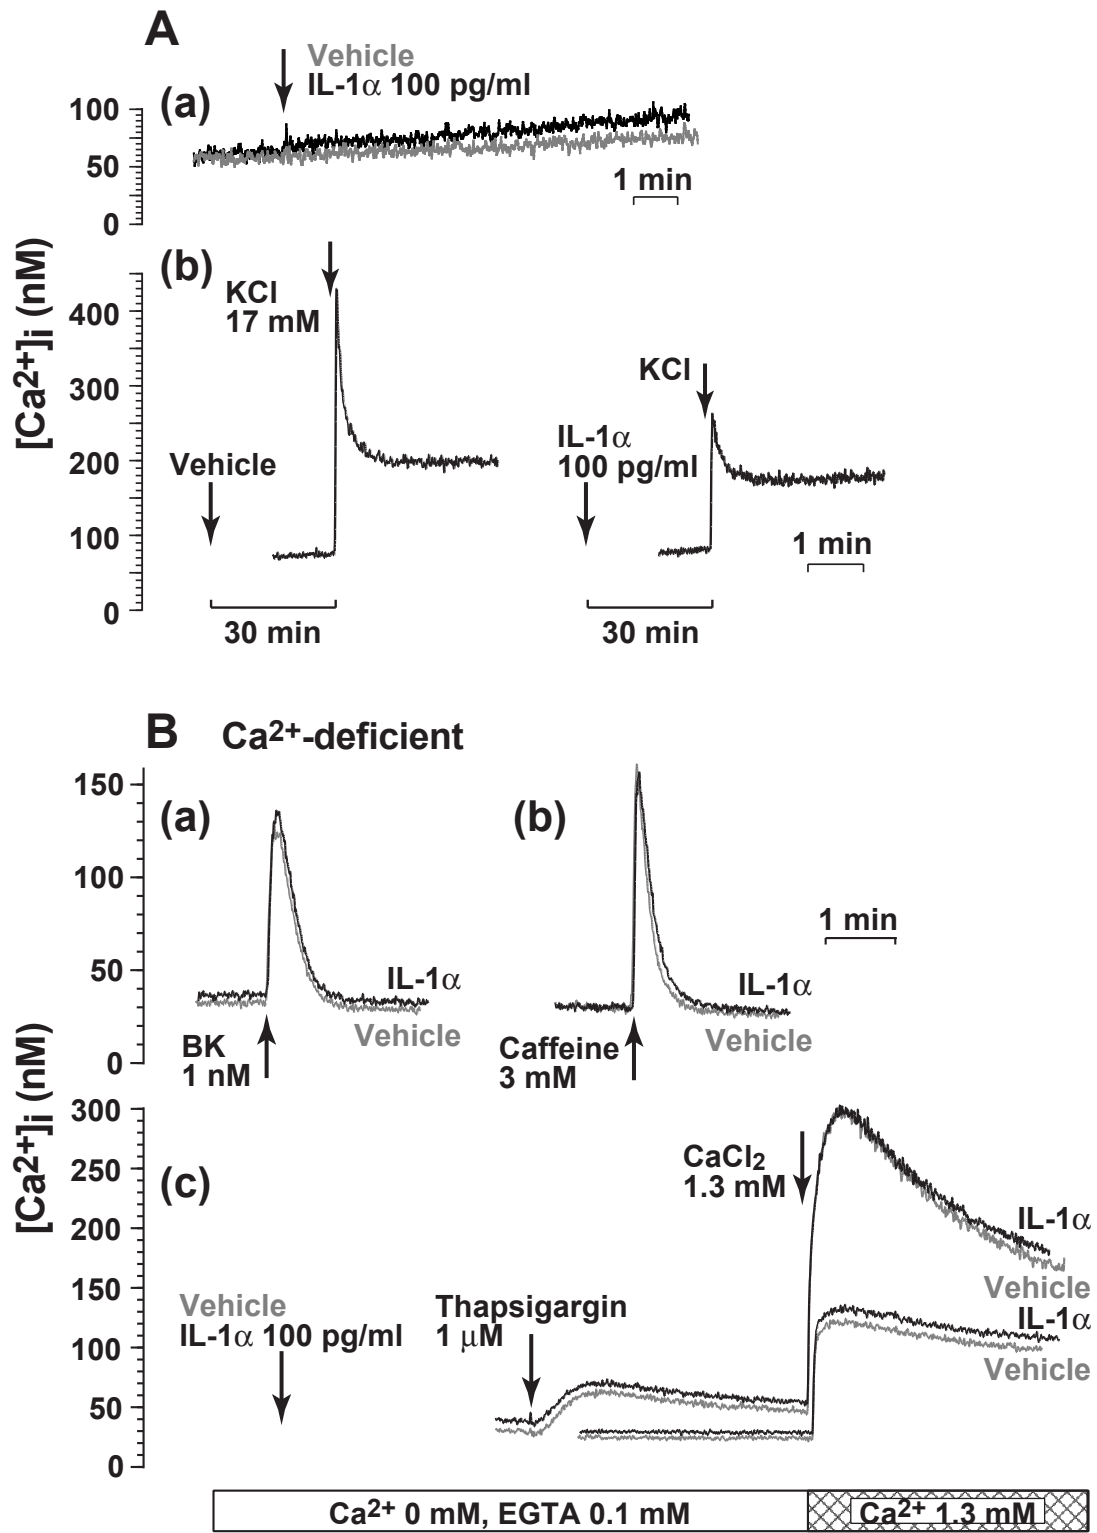 A
Vehicle
IL-1α 100 pg/ml
(a)
100
50
0
1 min
[Ca2+]i (nM)
(b)
KCl
17 mM
400
300
200
100
0
Vehicle
30 min
KCl
IL-1α
100 pg/ml
1 min
30 min
B
Ca2+-deficient
150
100
50
0
(a)
IL-1α
Vehicle
BK
1 nM
(b)
1 min
IL-1α
Vehicle
Caffeine
3 mM
[Ca2+]i (nM)
300
250
200
150
100
50
0
(c)
CaCl2
1.3 mM
IL-1α
Vehicle
IL-1α
Vehicle
Vehicle
IL-1α 100 pg/ml
Thapsigargin
1 μM
Ca2+ 0 mM, EGTA 0.1 mM
Ca2+ 1.3 mM